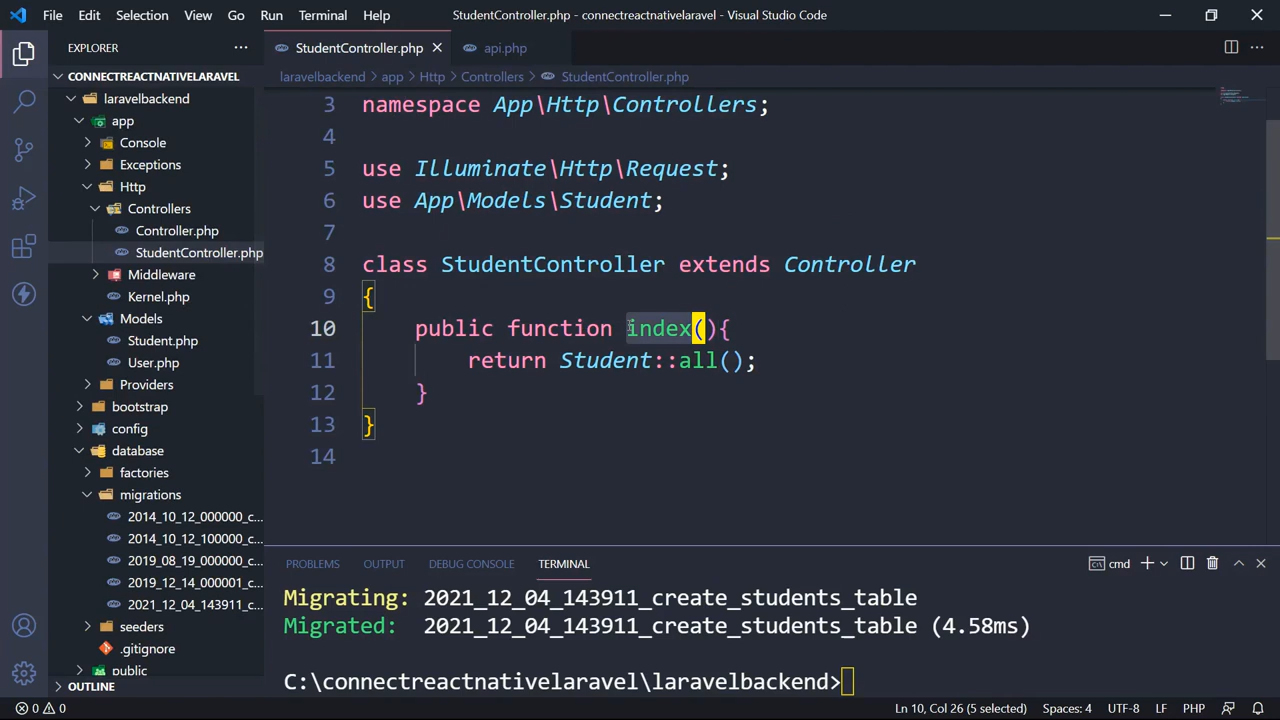 File Edit Selection View Go Run Terminal Help StudentController.php - connectreactnativelaravel - Visual Studio Code
EXPLORER
CONNECTREACTNATIVELARAVEL
laravelbackend
app
Console
Exceptions
Http
Controllers
Controller.php
StudentController.php
Middleware
Kernel.php
Models
Student.php
User.php
Providers
bootstrap
config
database
factories
migrations
2014_10_12_000000_c...
2014_10_12_100000_c...
2019_08_19_000000_c...
2019_12_14_000001_c...
2021_12_04_143911_c...
seeders
.gitignore
public
OUTLINE
StudentController.php api.php
laravelbackend > app > Http > Controllers > StudentController.php
3 namespace App\Http\Controllers;
4
5 use Illuminate\Http\Request;
6 use App\Models\Student;
7
8 class StudentController extends Controller
9 {
10 public function index(){
11 return Student::all();
12 }
13 }
14
PROBLEMS OUTPUT DEBUG CONSOLE TERMINAL cmd
Migrating: 2021_12_04_143911_create_students_table
Migrated: 2021_12_04_143911_create_students_table (4.58ms)
C:\connectreactnativelaravel\laravelbackend>
0 0 Ln 10, Col 26 (5 selected) Spaces: 4 UTF-8 LF PHP